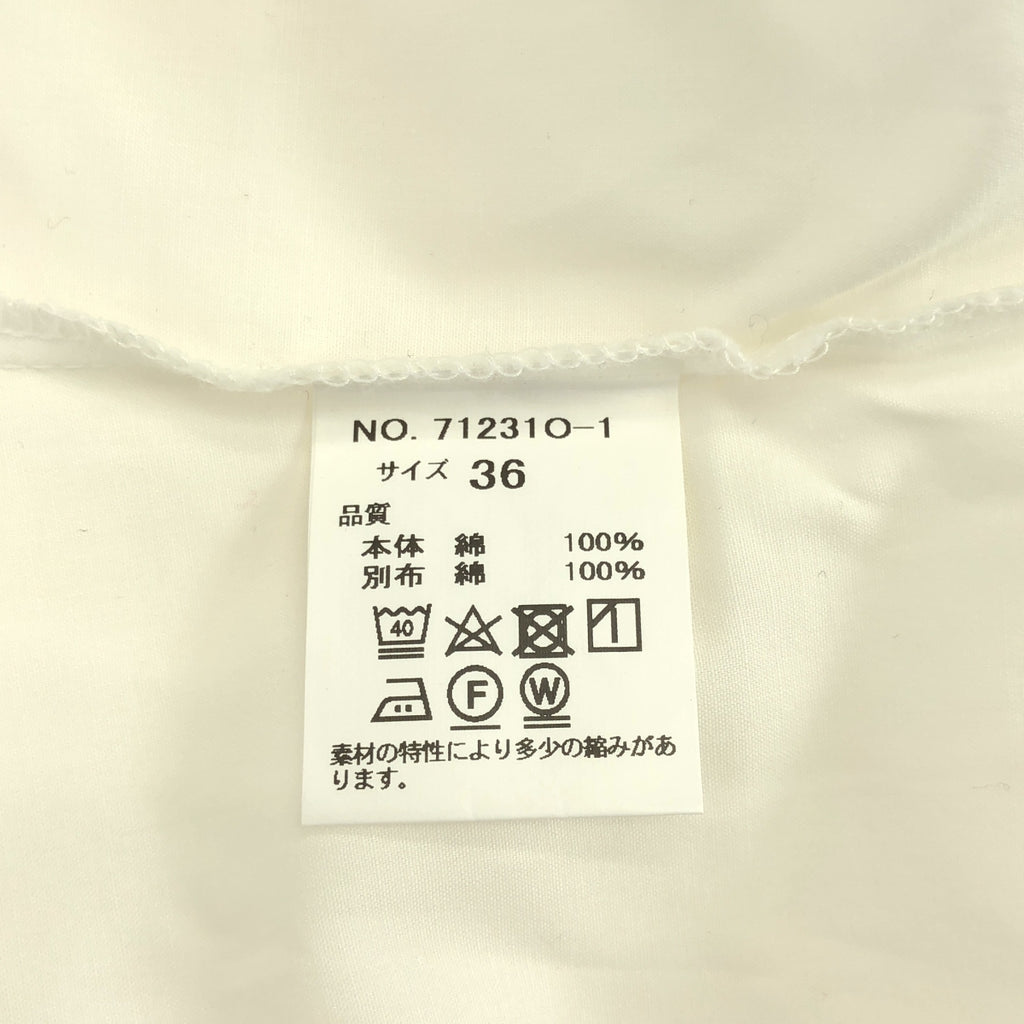 NO. 712310-1
サイズ 36
品質
本体 綿 100%
別布 綿 100%
40
F W
素材の特性により多少の縮みがあ
ります。